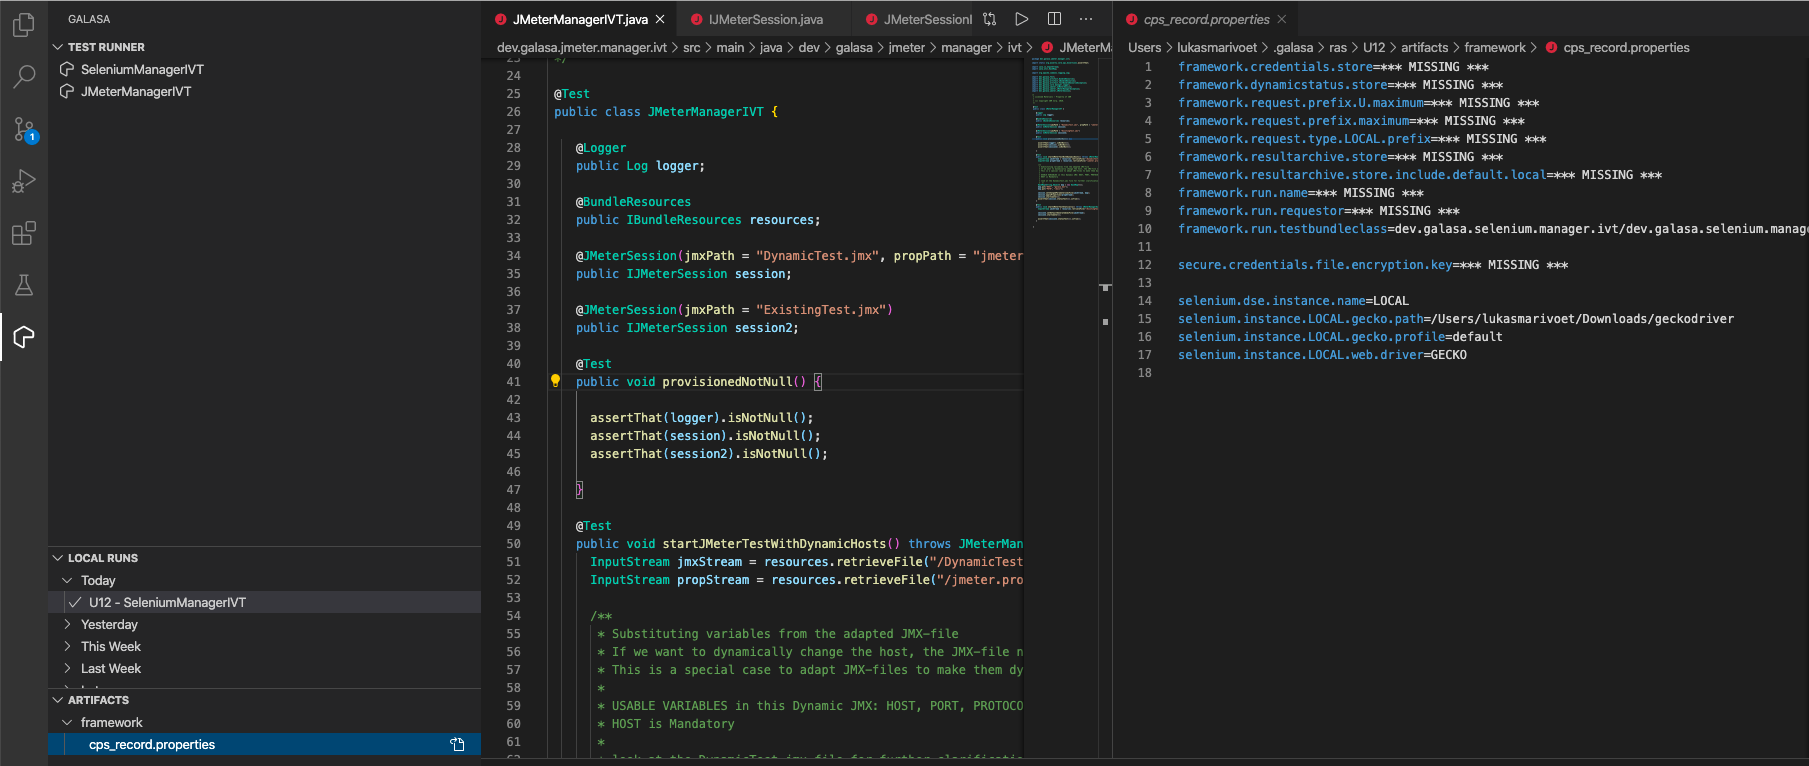 GALASA
TEST RUNNER
SeleniumManagerIVT
JMeterManagerIVT
1
LOCAL RUNS
Today
U12 - SeleniumManagerIVT
Yesterday
This Week
Last Week
ARTIFACTS
framework
cps_record.properties
JMeterManagerIVT.java
IJMeterSession.java
JMeterSessionI
dev.galasa.jmeter.manager.ivt > src > main > java > dev > galasa > jmeter > manager > ivt > JMeterMa
23 */
24
25 @Test
26 public class JMeterManagerIVT {
27
28 @Logger
29 public Log logger;
30
31 @BundleResources
32 public IBundleResources resources;
33
34 @JMeterSession(jmxPath = "DynamicTest.jmx", propPath = "jmeter
35 public IJMeterSession session;
36
37 @JMeterSession(jmxPath = "ExistingTest.jmx")
38 public IJMeterSession session2;
39
40 @Test
41 public void provisionedNotNull() {
42
43 assertThat(logger).isNotNull();
44 assertThat(session).isNotNull();
45 assertThat(session2).isNotNull();
46
47 }
48
49 @Test
50 public void startJMeterTestWithDynamicHosts() throws JMeterMan
51 InputStream jmxStream = resources.retrieveFile("/DynamicTest
52 InputStream propStream = resources.retrieveFile("/jmeter.pro
53
54 /**
55 * Substituting variables from the adapted JMX-file
56 * If we want to dynamically change the host, the JMX-file n
57 * This is a special case to adapt JMX-files to make them dy
58 *
59 * USABLE VARIABLES in this Dynamic JMX: HOST, PORT, PROTOCO
60 * HOST is Mandatory
61 *
62 * look at the DynamicTest.jmx file for further clarificatio
cps_record.properties
Users > lukasmarivoet > .galasa > ras > U12 > artifacts > framework > cps_record.properties
1 framework.credentials.store=*** MISSING ***
2 framework.dynamicstatus.store=*** MISSING ***
3 framework.request.prefix.U.maximum=*** MISSING ***
4 framework.request.prefix.maximum=*** MISSING ***
5 framework.request.type.LOCAL.prefix=*** MISSING ***
6 framework.resultarchive.store=*** MISSING ***
7 framework.resultarchive.store.include.default.local=*** MISSING ***
8 framework.run.name=*** MISSING ***
9 framework.run.requestor=*** MISSING ***
10 framework.run.testbundleclass=dev.galasa.selenium.manager.ivt/dev.galasa.selenium.manage
11
12 secure.credentials.file.encryption.key=*** MISSING ***
13
14 selenium.dse.instance.name=LOCAL
15 selenium.instance.LOCAL.gecko.path=/Users/lukasmarivoet/Downloads/geckodriver
16 selenium.instance.LOCAL.gecko.profile=default
17 selenium.instance.LOCAL.web.driver=GECKO
18